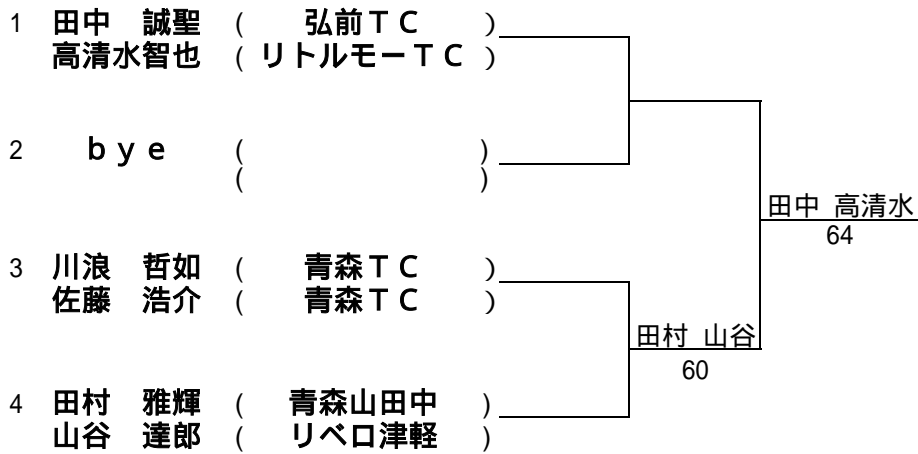 1 田中 誠聖 ( 弘前TC )
高清水智也 ( リトルモーTC )
2 bye ( )
( )
田中 高清水
64
3 川浪 哲如 ( 青森TC )
佐藤 浩介 ( 青森TC )
田村 山谷
60
4 田村 雅輝 ( 青森山田中 )
山谷 達郎 ( リベロ津軽 )